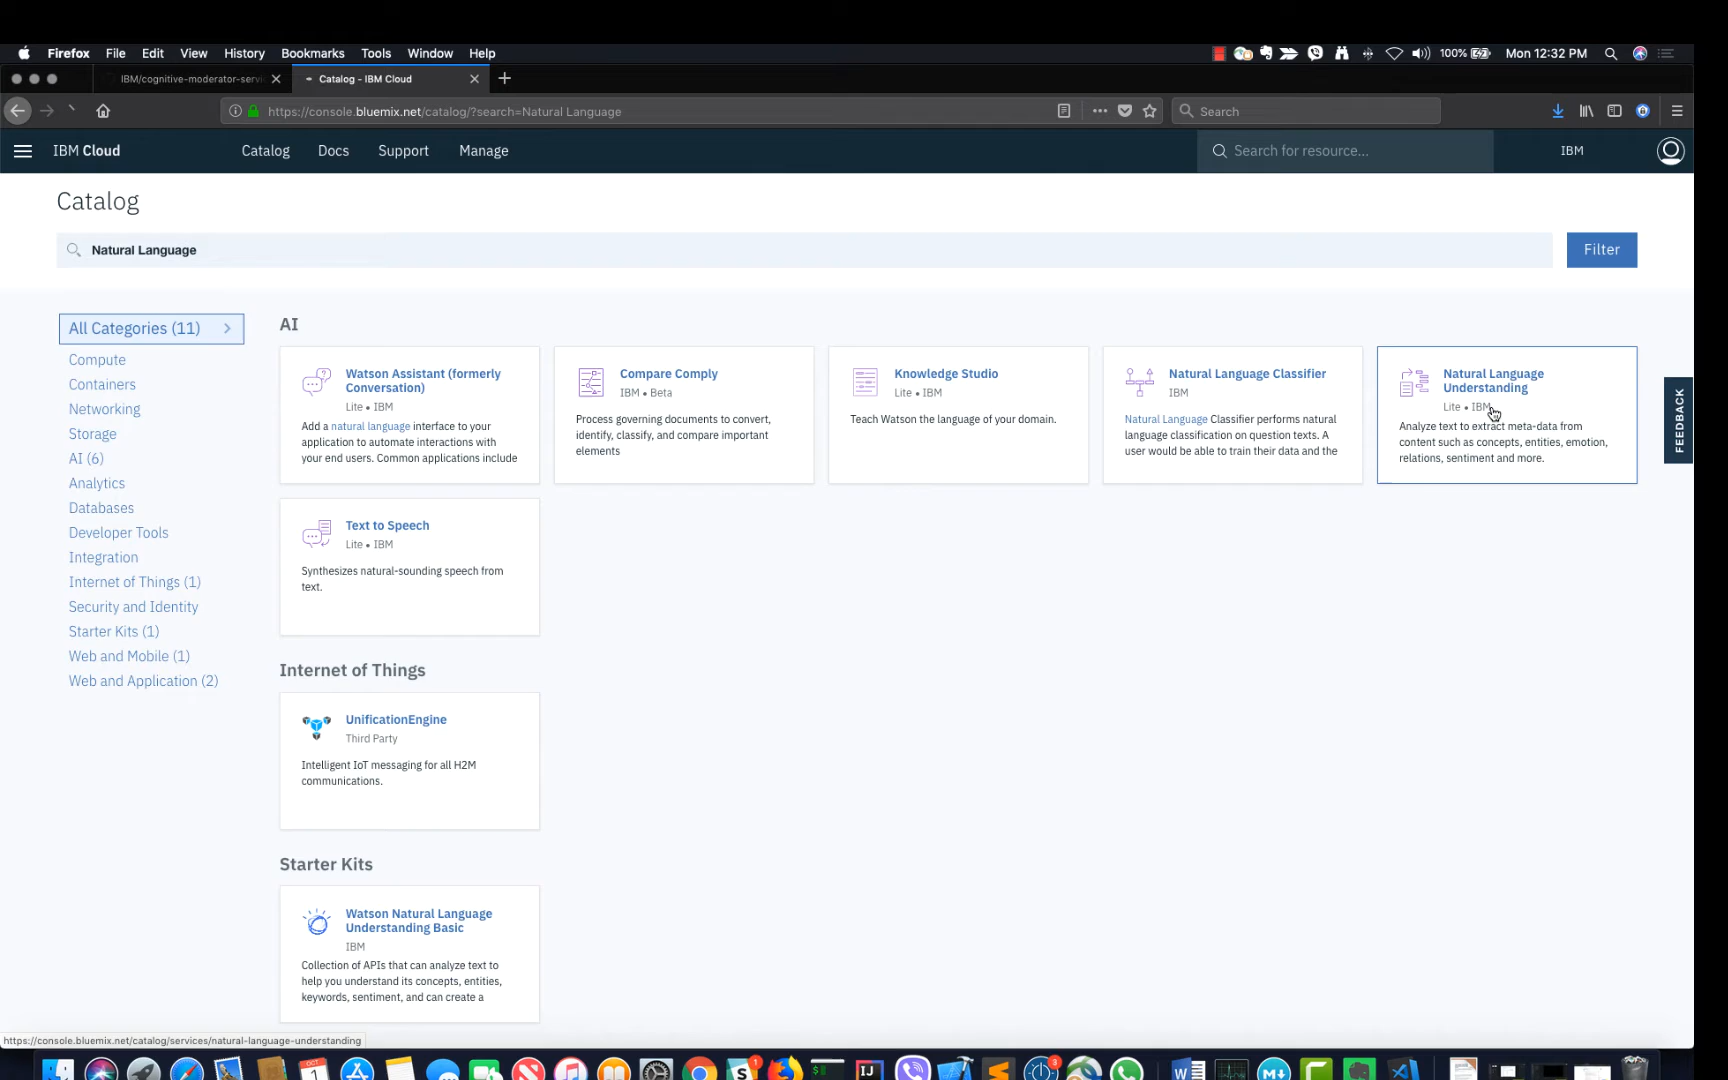 Firefox File Edit View History Bookmarks Tools Window Help 100% Mon 12:32 PM
IBM/cognitive-moderator-servi Catalog - IBM Cloud
https://console.bluemix.net/catalog/?search=Natural Language Search
IBM Cloud Catalog Docs Support Manage Search for resource... IBM
Catalog
Natural Language Filter
All Categories (11)
Compute
Containers
Networking
Storage
AI (6)
Analytics
Databases
Developer Tools
Integration
Internet of Things (1)
Security and Identity
Starter Kits (1)
Web and Mobile (1)
Web and Application (2)
AI
Watson Assistant (formerly
Conversation)
Lite • IBM
Add a natural language interface to your
application to automate interactions with
your end users. Common applications include
Compare Comply
IBM • Beta
Process governing documents to convert,
identify, classify, and compare important
elements
Knowledge Studio
Lite • IBM
Teach Watson the language of your domain.
Natural Language Classifier
IBM
Natural Language Classifier performs natural
language classification on question texts. A
user would be able to train their data and the
Natural Language
Understanding
Lite • IBM
Analyze text to extract meta-data from
content such as concepts, entities, emotion,
relations, sentiment and more.
FEEDBACK
Text to Speech
Lite • IBM
Synthesizes natural-sounding speech from
text.
Internet of Things
UnificationEngine
Third Party
Intelligent IoT messaging for all H2M
communications.
Starter Kits
Watson Natural Language
Understanding Basic
IBM
Collection of APIs that can analyze text to
help you understand its concepts, entities,
keywords, sentiment, and can create a
https://console.bluemix.net/catalog/services/natural-language-understanding